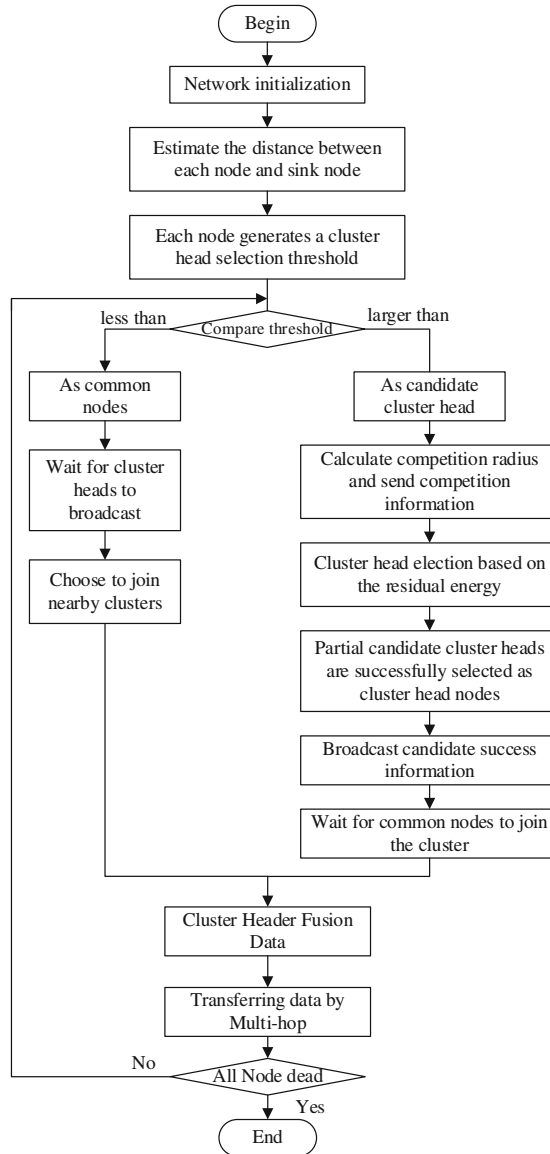 Begin
Network initialization
Estimate the distance between
each node and sink node
Each node generates a cluster
head selection threshold
less than
Compare threshold
larger than
As common
nodes
Wait for cluster
heads to
broadcast
Choose to join
nearby clusters
As candidate
cluster head
Calculate competition radius
and send competition
information
Cluster head election based on
the residual energy
Partial candidate cluster heads
are successfully selected as
cluster head nodes
Broadcast candidate success
information
Wait for common nodes to join
the cluster
Cluster Header Fusion
Data
Transferring data by
Multi-hop
No
All Node dead
Yes
End